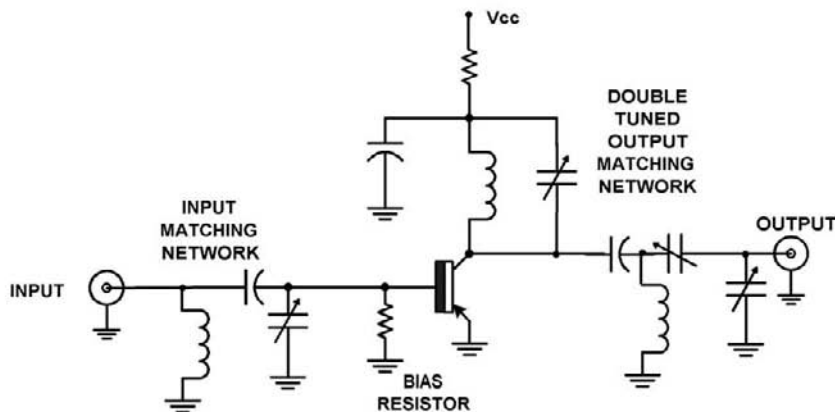 Vcc
DOUBLE
TUNED
OUTPUT
MATCHING
NETWORK
INPUT
MATCHING
NETWORK
OUTPUT
INPUT
BIAS
RESISTOR